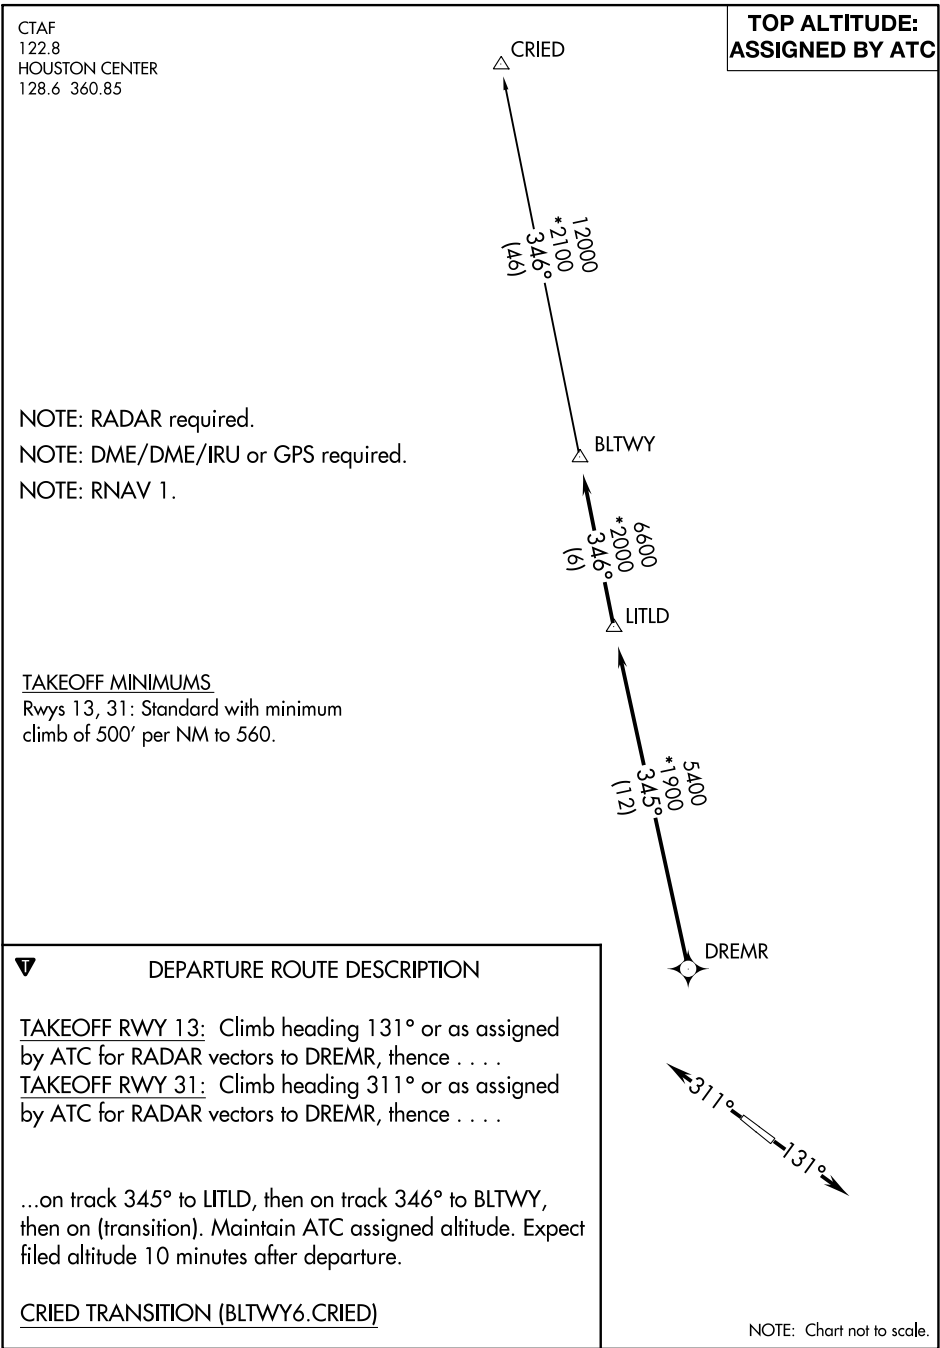 CTAF
122.8
HOUSTON CENTER
128.6 360.85
TOP ALTITUDE:
ASSIGNED BY ATC
CRIED
12000
*2100
346°
(46)
NOTE: RADAR required.
NOTE: DME/DME/IRU or GPS required.
NOTE: RNAV 1.
BLTWY
6600
*2000
346°
(6)
LITLD
TAKEOFF MINIMUMS
Rwys 13, 31: Standard with minimum
climb of 500' per NM to 560.
5400
*1900
345°
(12)
DREMR
T
DEPARTURE ROUTE DESCRIPTION
TAKEOFF RWY 13: Climb heading 131° or as assigned
by ATC for RADAR vectors to DREMR, thence . . . .
TAKEOFF RWY 31: Climb heading 311° or as assigned
by ATC for RADAR vectors to DREMR, thence . . . .
...on track 345° to LITLD, then on track 346° to BLTWY,
then on (transition). Maintain ATC assigned altitude. Expect
filed altitude 10 minutes after departure.
CRIED TRANSITION (BLTWY6.CRIED)
311°
131°
NOTE: Chart not to scale.